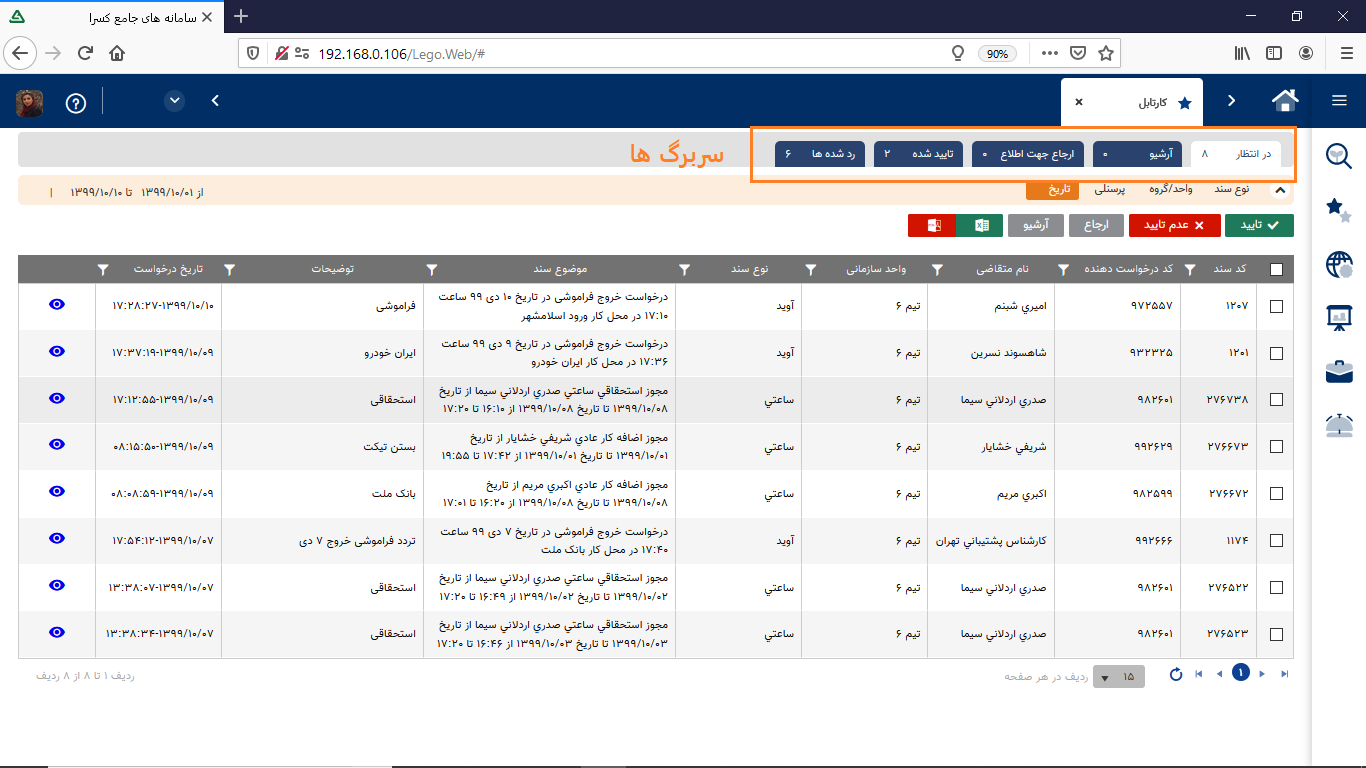 سامانه های جامع کسرا
192.168.0.106/Lego.Web/#
90%
کارتابل
در انتظار ۸
آرشیو ۰
ارجاع جهت اطلاع ۰
تایید شده ۲
رد شده ها ۶
سربرگ ها
نوع سند واحد/گروه پرسنلی تاریخ
از ۱۳۹۹/۱۰/۰۱ تا ۱۳۹۹/۱۰/۱۰ |
تایید عدم تایید ارجاع آرشیو
کد سند کد درخواست دهنده نام متقاضی واحد سازمانی نوع سند موضوع سند توضیحات تاریخ درخواست
۱۲۰۷ ۹۷۲۵۵۷ اميري شبنم تیم ۶ آوید درخواست خروج فراموشی در تاریخ ۱۰ دی ۹۹ ساعت
۱۷:۱۰ در محل کار ورود اسلامشهر فراموشی ۱۷:۲۸:۲۷-۱۳۹۹/۱۰/۱۰
۱۲۰۱ ۹۳۲۳۲۵ شاهسوند نسرين تیم ۶ آوید درخواست خروج فراموشی در تاریخ ۹ دی ۹۹ ساعت
۱۷:۳۶ در محل کار ایران خودرو ایران خودرو ۱۷:۳۷:۱۹-۱۳۹۹/۱۰/۰۹
۲۷۶۷۳۸ ۹۸۲۶۰۱ صدري اردلاني سيما تیم ۶ ساعتي مجوز استحقاقي ساعتي صدري اردلاني سيما از تاریخ
۱۳۹۹/۱۰/۰۸ تا تاریخ ۱۳۹۹/۱۰/۰۸ از ۱۶:۱۰ تا ۱۷:۲۰ استحقاقی ۱۷:۱۲:۵۵-۱۳۹۹/۱۰/۰۹
۲۷۶۶۷۳ ۹۹۲۶۲۹ شريفي خشايار تیم ۶ ساعتي مجوز اضافه کار عادي شريفي خشايار از تاریخ
۱۳۹۹/۱۰/۰۱ تا تاریخ ۱۳۹۹/۱۰/۰۱ از ۱۷:۴۲ تا ۱۹:۵۵ بستن تیکت ۰۸:۱۵:۵۰-۱۳۹۹/۱۰/۰۹
۲۷۶۶۷۲ ۹۸۲۵۹۹ اکبري مريم تیم ۶ ساعتي مجوز اضافه کار عادي اکبري مريم از تاریخ
۱۳۹۹/۱۰/۰۸ تا تاریخ ۱۳۹۹/۱۰/۰۸ از ۱۶:۲۰ تا ۱۷:۰۱ بانک ملت ۰۸:۰۸:۵۹-۱۳۹۹/۱۰/۰۹
۱۱۷۴ ۹۹۲۶۶۶ کارشناس پشتيباني تهران تیم ۶ آوید درخواست خروج فراموشی در تاریخ ۷ دی ۹۹ ساعت
۱۷:۴۰ در محل کار بانک ملت تردد فراموشی خروج ۷ دی ۱۷:۵۴:۱۲-۱۳۹۹/۱۰/۰۷
۲۷۶۵۲۲ ۹۸۲۶۰۱ صدري اردلاني سيما تیم ۶ ساعتي مجوز استحقاقي ساعتي صدري اردلاني سيما از تاریخ
۱۳۹۹/۱۰/۰۲ تا تاریخ ۱۳۹۹/۱۰/۰۲ از ۱۶:۴۹ تا ۱۷:۲۰ استحقاقی ۱۳:۳۸:۰۷-۱۳۹۹/۱۰/۰۷
۲۷۶۵۲۳ ۹۸۲۶۰۱ صدري اردلاني سيما تیم ۶ ساعتي مجوز استحقاقي ساعتي صدري اردلاني سيما از تاریخ
۱۳۹۹/۱۰/۰۳ تا تاریخ ۱۳۹۹/۱۰/۰۳ از ۱۶:۴۶ تا ۱۷:۲۰ استحقاقی ۱۳:۳۸:۳۴-۱۳۹۹/۱۰/۰۷
۱ ۱۵ ردیف در هر صفحه
ردیف ۱ تا ۸ از ۸ ردیف